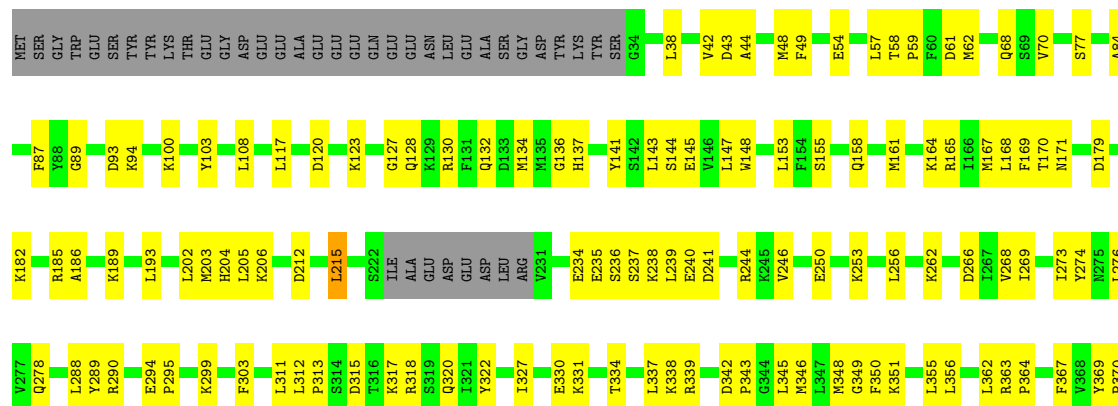 MET SER GLY TRP GLU SER TYR TYR LYS THR GLU GLY ASP GLU GLU ALA GLU GLU GLU GLN GLU GLU ASN LEU GLU ALA SER GLY ASP TYR LYS TYR SER G34 L38 V42 D43 A44 M48 F49 E54 L57 T58 P59 F60 D61 M62 Q68 S69 V70 S77 A84
F87 Y88 G89 D93 K94 K100 Y103 L108 L117 D120 K123 G127 Q128 K129 R130 F131 Q132 D133 M134 M135 G136 H137 Y141 S142 L143 S144 E145 V146 L147 W148 L153 F154 S155 Q158 M161 K164 R165 I166 M167 L168 F169 T170 N171 D179
K182 R185 A186 K189 L193 L202 M203 H204 L205 K206 D212 L215 S222 ILE ALA GLU ASP GLU ASP LEU ARG V231 E234 E235 S236 S237 K238 L239 E240 D241 R244 K245 V246 E250 K253 L256 K262 D266 I267 V268 I269 I273 Y274 N275 L276
V277 Q278 L288 Y289 R290 E294 P295 K299 F303 L311 L312 P313 S314 D315 T316 K317 R318 S319 Q320 I321 Y322 I327 E330 K331 T334 L337 K338 R339 D342 P343 G344 L345 M346 L347 M348 G349 F350 K351 L355 L356 L362 R363 P364 F367 V368 Y369 P370